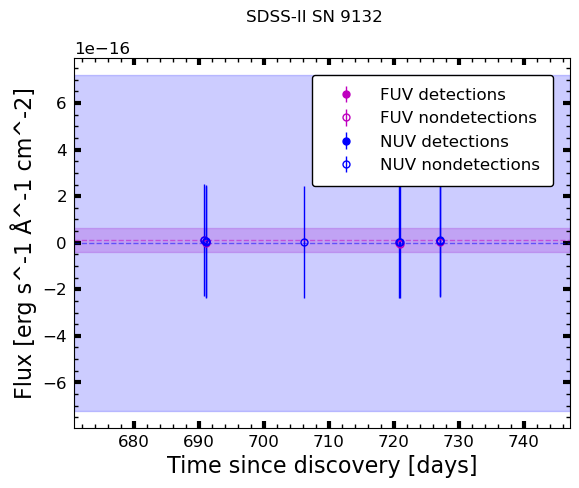 SDSS-II SN 9132
1e−16
FUV detections
FUV nondetections
NUV detections
NUV nondetections
6
4
2
0
−2
−4
−6
Flux [erg s^-1 Å^-1 cm^-2]
680 690 700 710 720 730 740
Time since discovery [days]